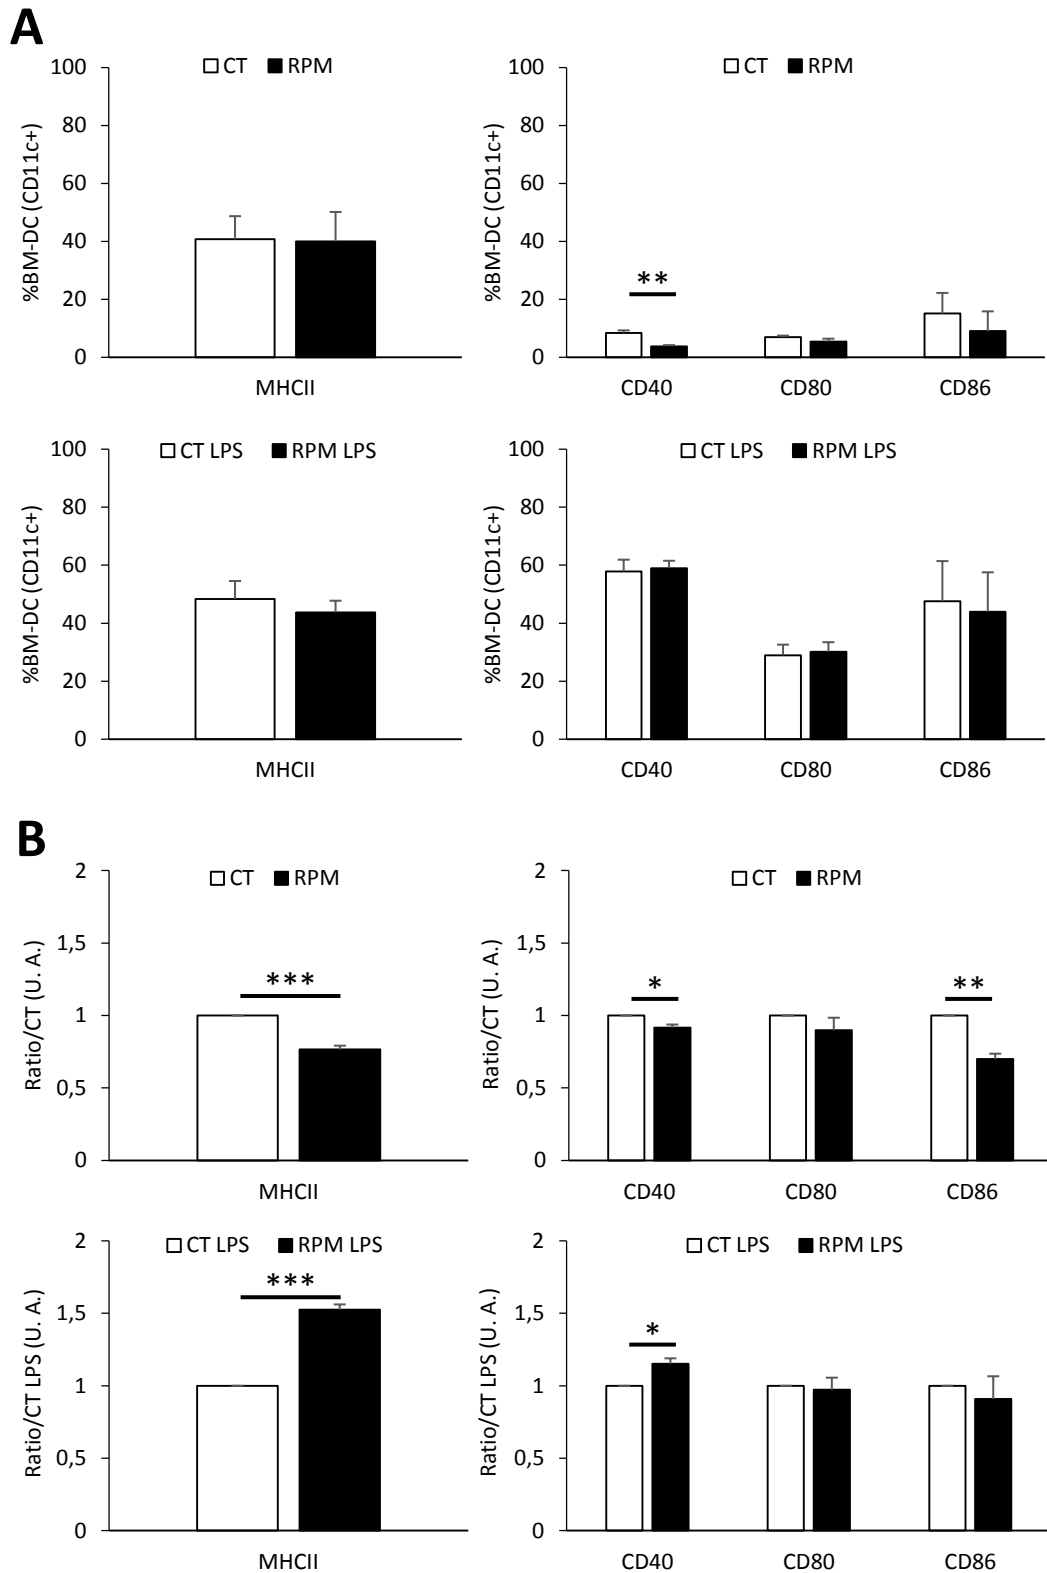 A
CT RPM
%BM-DC (CD11c+)
100
80
60
40
20
0
MHCII
CT RPM
%BM-DC (CD11c+)
100
80
60
40
20
0
**
CD40 CD80 CD86
CT LPS RPM LPS
%BM-DC (CD11c+)
100
80
60
40
20
0
MHCII
CT LPS RPM LPS
%BM-DC (CD11c+)
100
80
60
40
20
0
CD40 CD80 CD86
B
CT RPM
Ratio/CT (U. A.)
2
1,5
1
0,5
0
***
MHCII
CT RPM
Ratio/CT (U. A.)
2
1,5
1
0,5
0
* **
CD40 CD80 CD86
CT LPS RPM LPS
Ratio/CT LPS (U. A.)
2
1,5
1
0,5
0
***
MHCII
CT LPS RPM LPS
Ratio/CT LPS (U. A.)
2
1,5
1
0,5
0
*
CD40 CD80 CD86